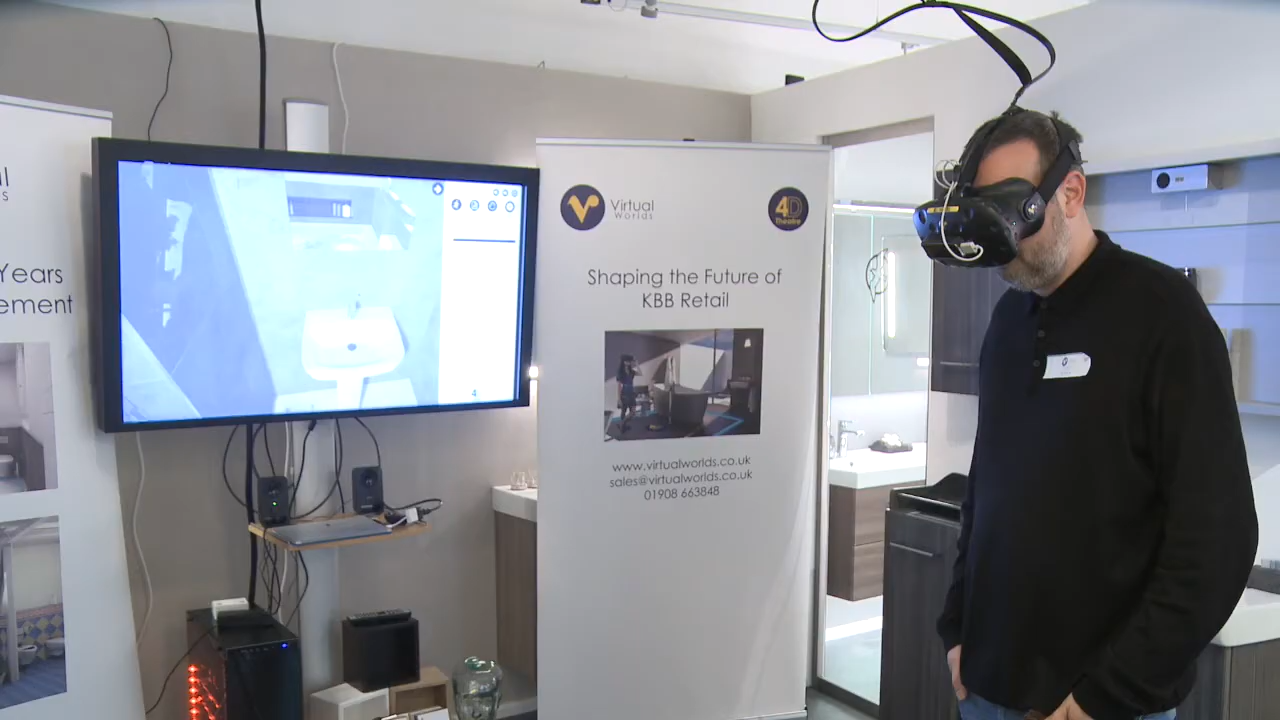 Years
ement
Virtual
Worlds
4D
Theatre
Shaping the Future of
KBB Retail
www.virtualworlds.co.uk
sales@virtualworlds.co.uk
01908 663848